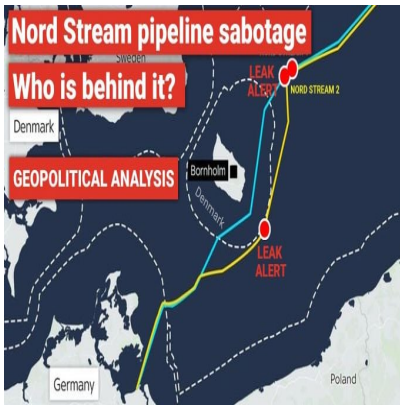 Nord Stream pipeline sabotage
Sweden
Who is behind it?
LEAK
ALERT
NORD STREAM 2
Denmark
GEOPOLITICAL ANALYSIS
Bornholm
Denmark
LEAK
ALERT
Germany
Poland